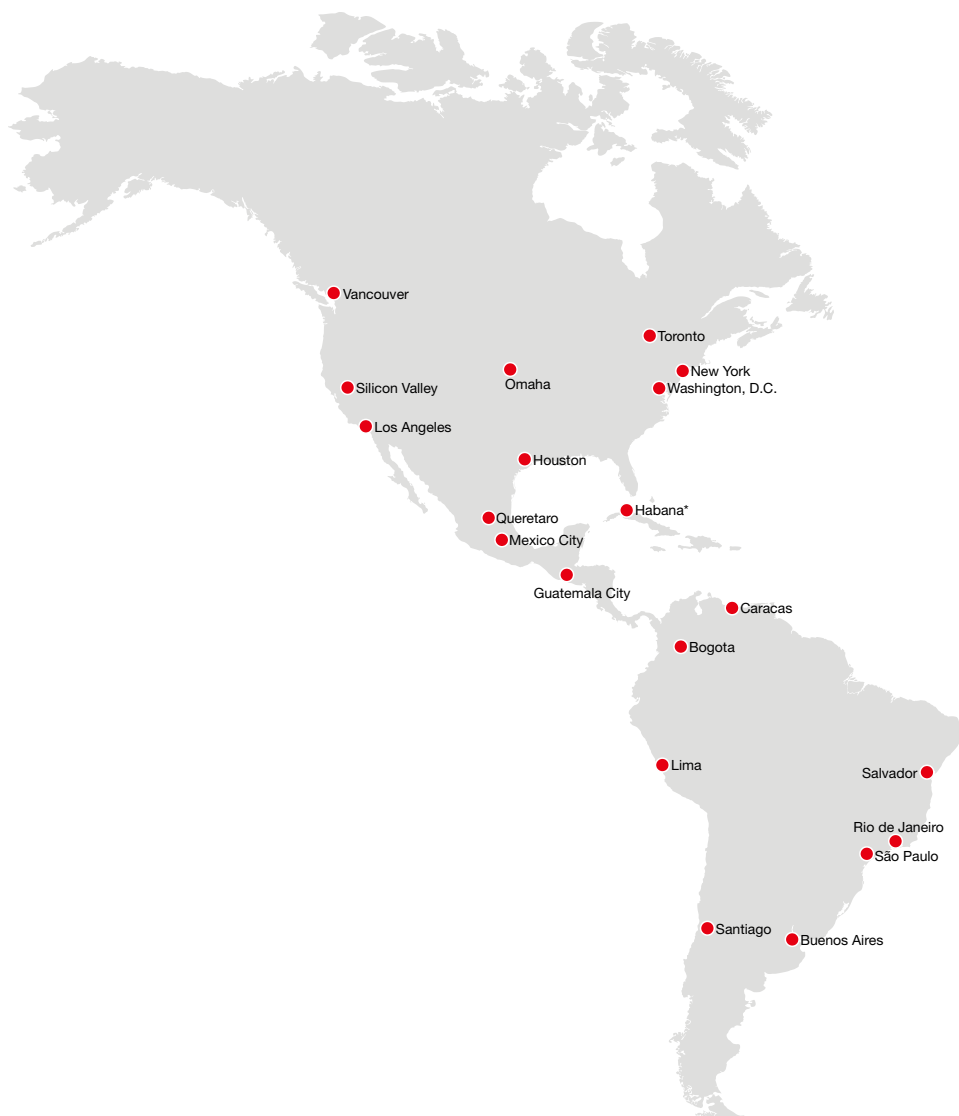 Vancouver
Toronto
New York
Omaha
Silicon Valley
Washington, D.C.
Los Angeles
Houston
Habana*
Queretaro
Mexico City
Guatemala City
Caracas
Bogota
Lima
Salvador
Rio de Janeiro
São Paulo
Santiago
Buenos Aires